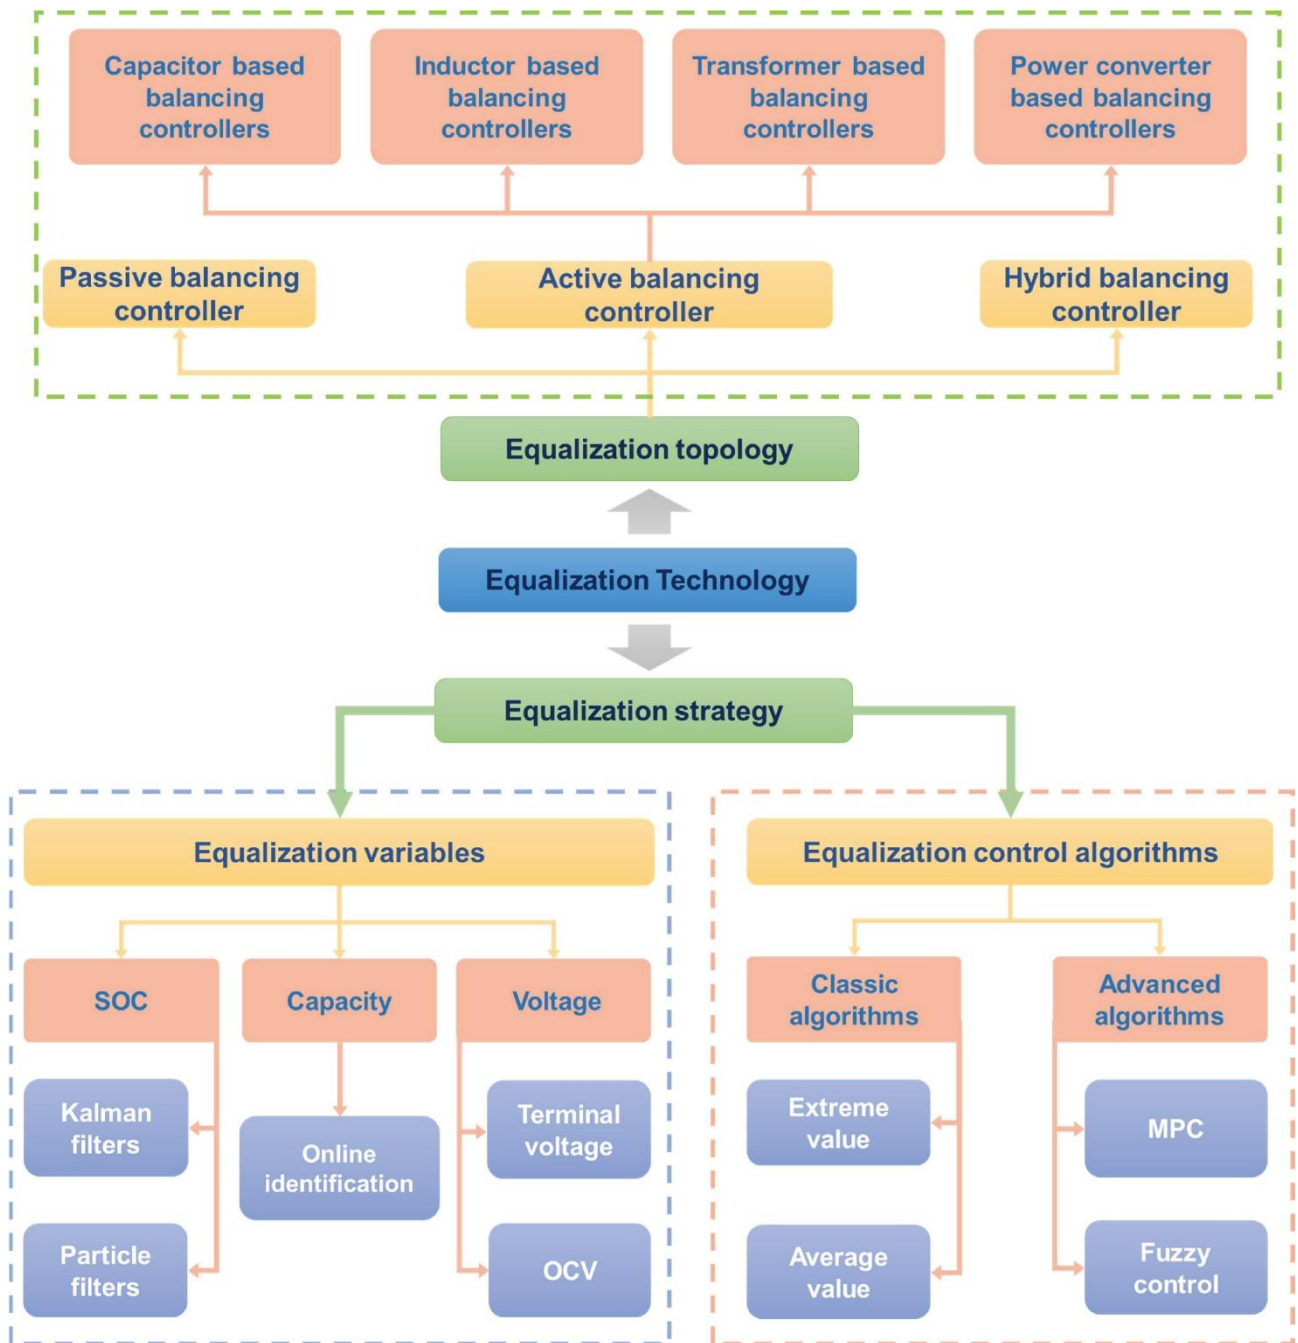 Capacitor based
balancing
controllers
Inductor based
balancing
controllers
Transformer based
balancing
controllers
Power converter
based balancing
controllers
Passive balancing
controller
Active balancing
controller
Hybrid balancing
controller
Equalization topology
Equalization Technology
Equalization strategy
Equalization variables
SOC
Capacity
Voltage
Kalman
filters
Online
identification
Terminal
voltage
Particle
filters
OCV
Equalization control algorithms
Classic
algorithms
Advanced
algorithms
Extreme
value
MPC
Average
value
Fuzzy
control